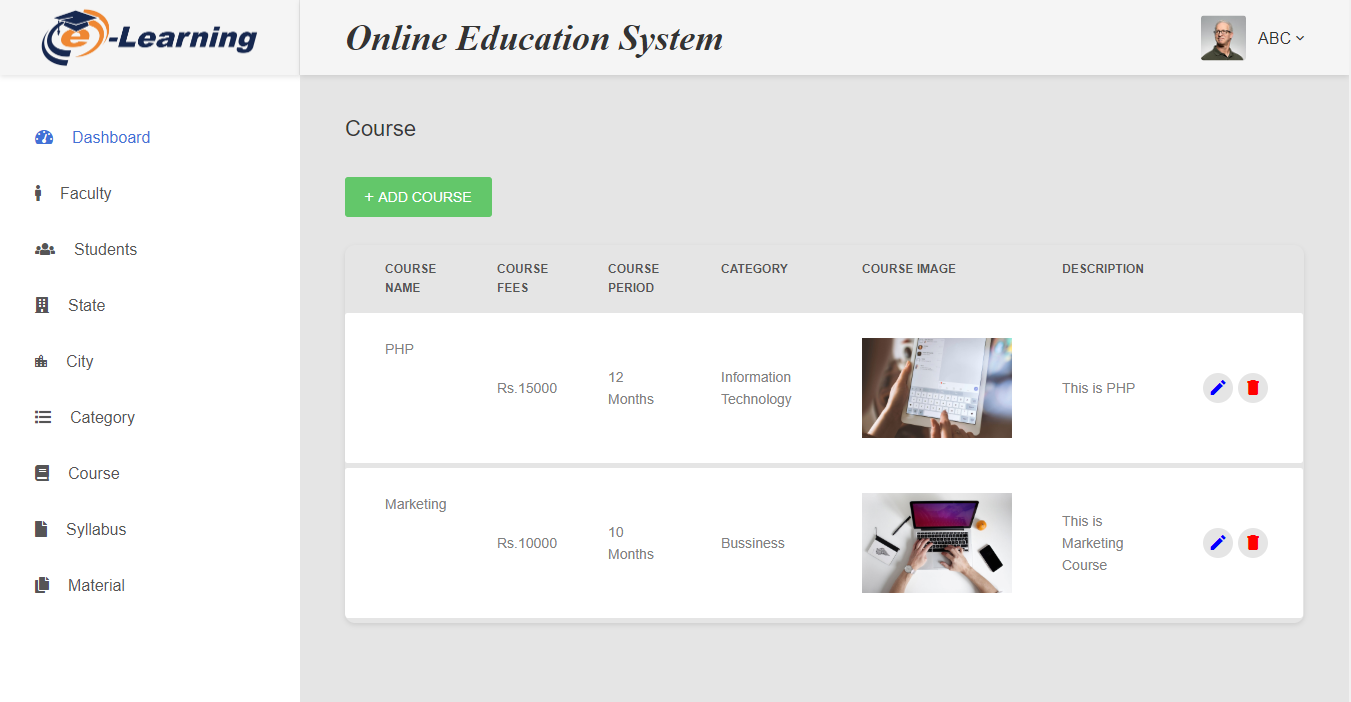 e-Learning
Online Education System
ABC
Dashboard
Faculty
Students
State
City
Category
Course
Syllabus
Material
Course
+ ADD COURSE
COURSE NAME
COURSE FEES
COURSE PERIOD
CATEGORY
COURSE IMAGE
DESCRIPTION
PHP
Rs.15000
12
Months
Information
Technology
This is PHP
Marketing
Rs.10000
10
Months
Bussiness
This is
Marketing
Course